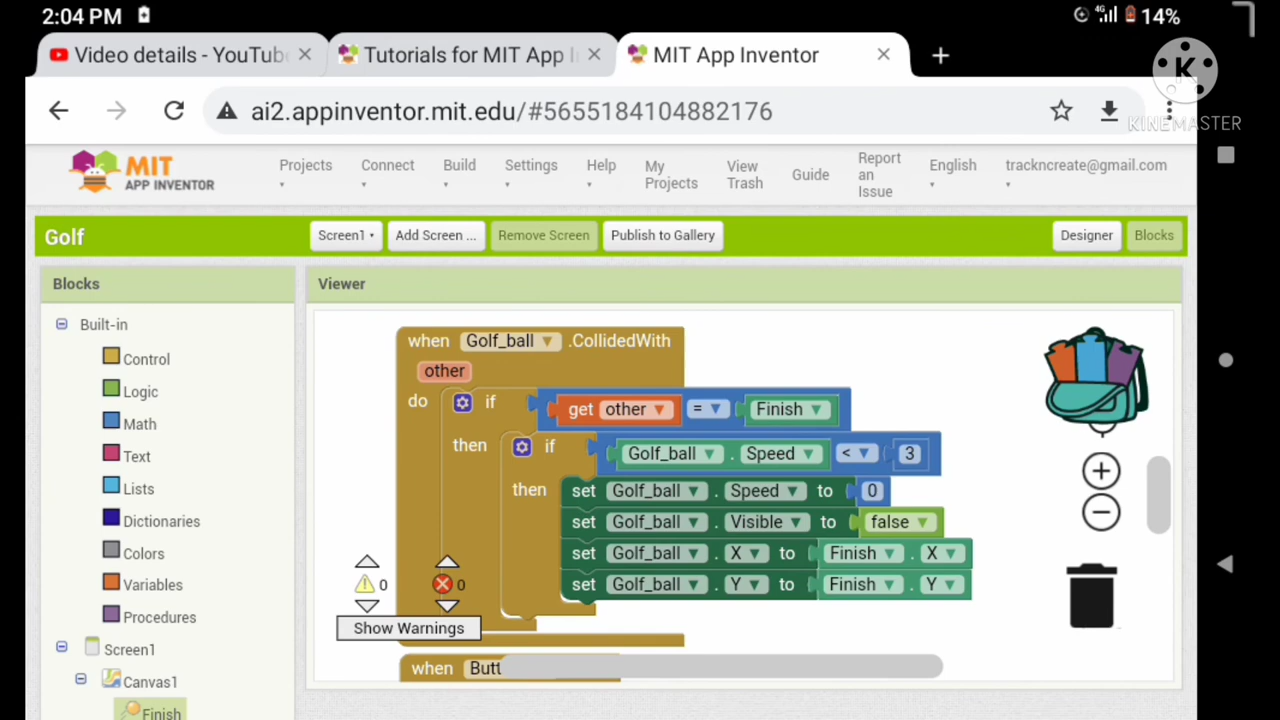 2:04 PM 4G 14%
Video details - YouTub
Tutorials for MIT App I
MIT App Inventor
ai2.appinventor.mit.edu/#5655184104882176
KINEMASTER
K
MIT
APP INVENTOR
Projects
Connect
Build
Settings
Help
My Projects
View Trash
Guide
Report an Issue
English
trackncreate@gmail.com
Golf
Screen1
Add Screen ...
Remove Screen
Publish to Gallery
Designer
Blocks
Blocks
Viewer
Built-in
Control
Logic
Math
Text
Lists
Dictionaries
Colors
Variables
Procedures
Screen1
Canvas1
Finish
when Golf_ball .CollidedWith
other
do if get other = Finish
then if Golf_ball . Speed < 3
then set Golf_ball . Speed to 0
set Golf_ball . Visible to false
set Golf_ball . X to Finish . X
set Golf_ball . Y to Finish . Y
0 0
Show Warnings
when Butt